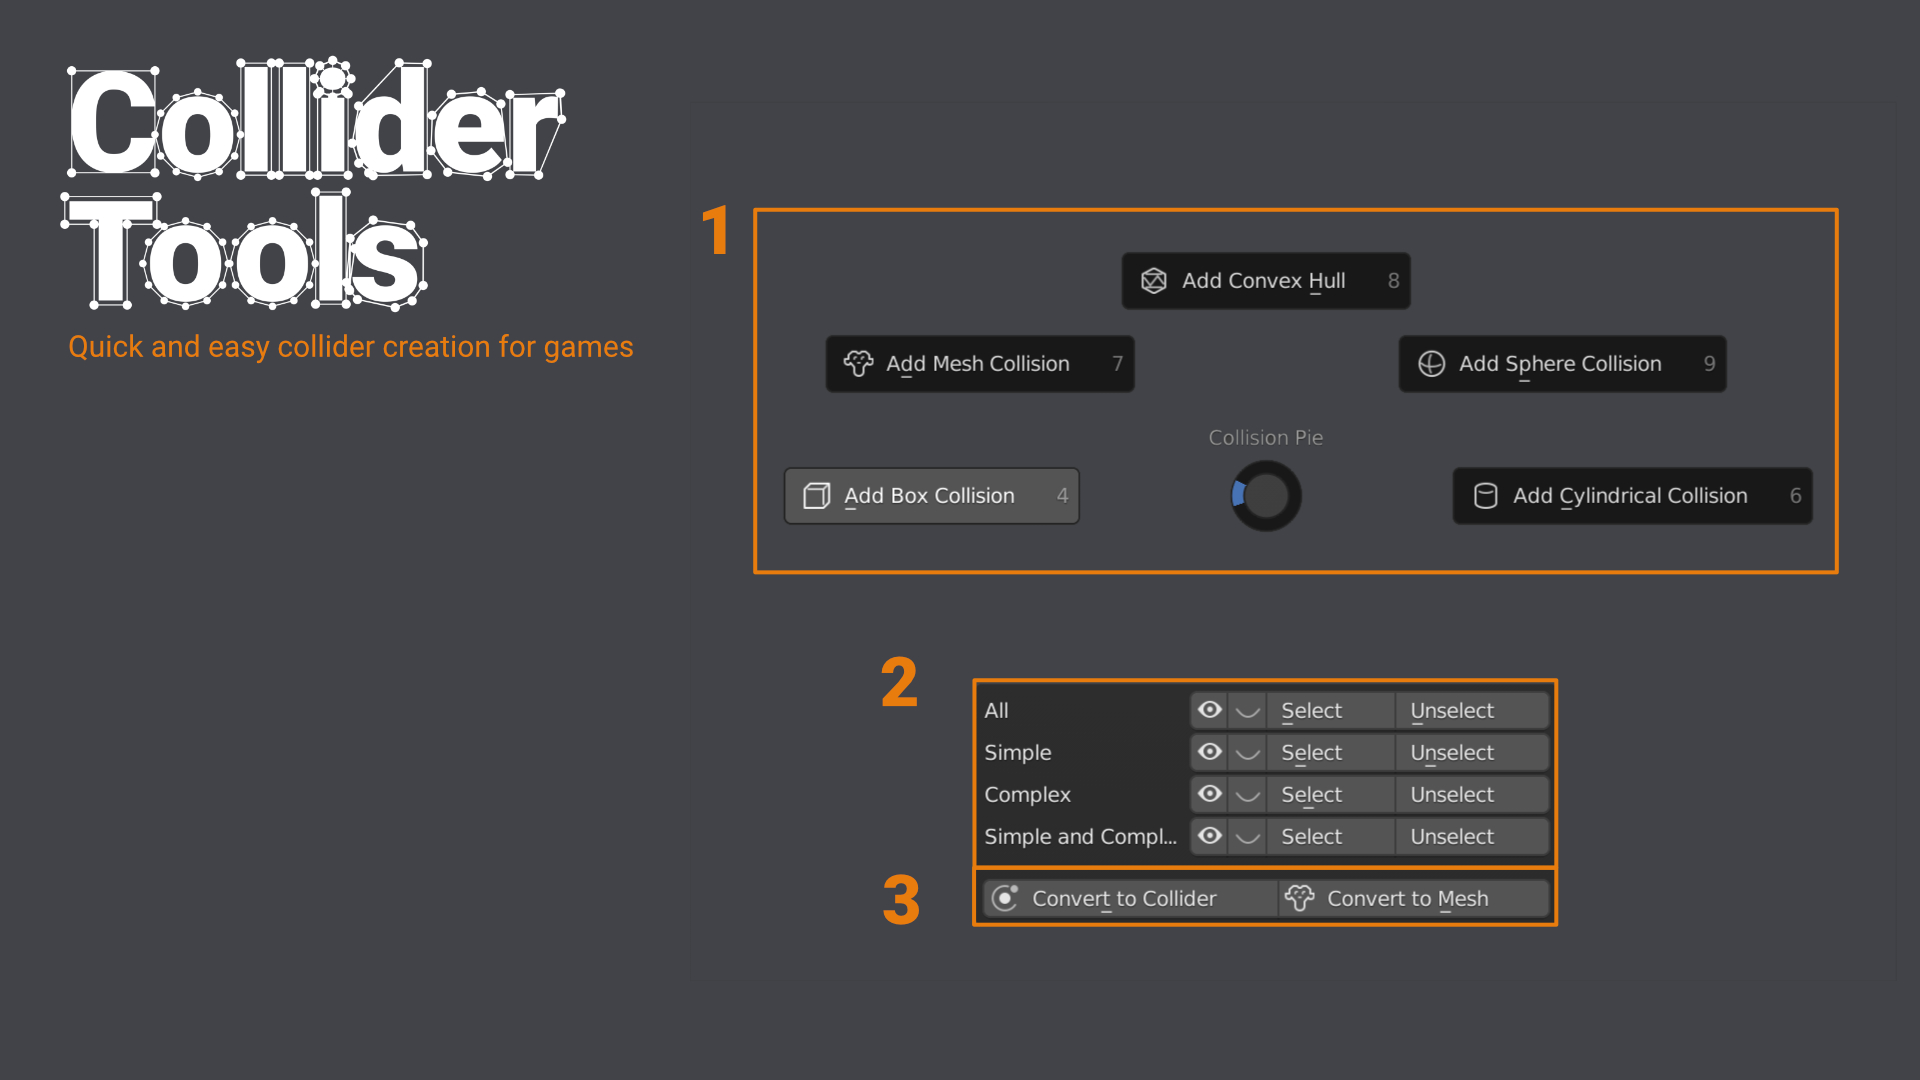 Collider
Tools
Quick and easy collider creation for games
1
Add Convex Hull 8
Add Mesh Collision 7
Add Sphere Collision 9
Collision Pie
Add Box Collision 4
Add Cylindrical Collision 6
2
All Select Unselect
Simple Select Unselect
Complex Select Unselect
Simple and Compl... Select Unselect
3
Convert to Collider Convert to Mesh